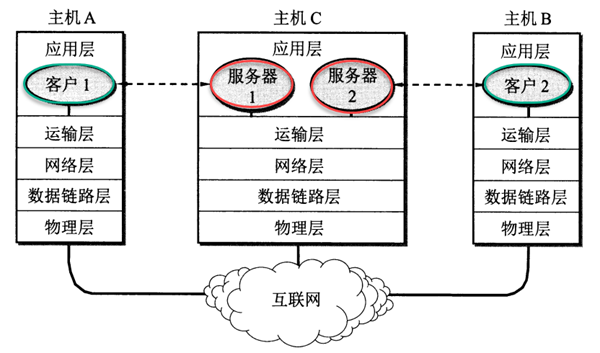 主机 A
主机 C
主机 B
应用层
客户 1
运输层
网络层
数据链路层
物理层
应用层
服务器
1
服务器
2
运输层
网络层
数据链路层
物理层
应用层
客户 2
运输层
网络层
数据链路层
物理层
互联网